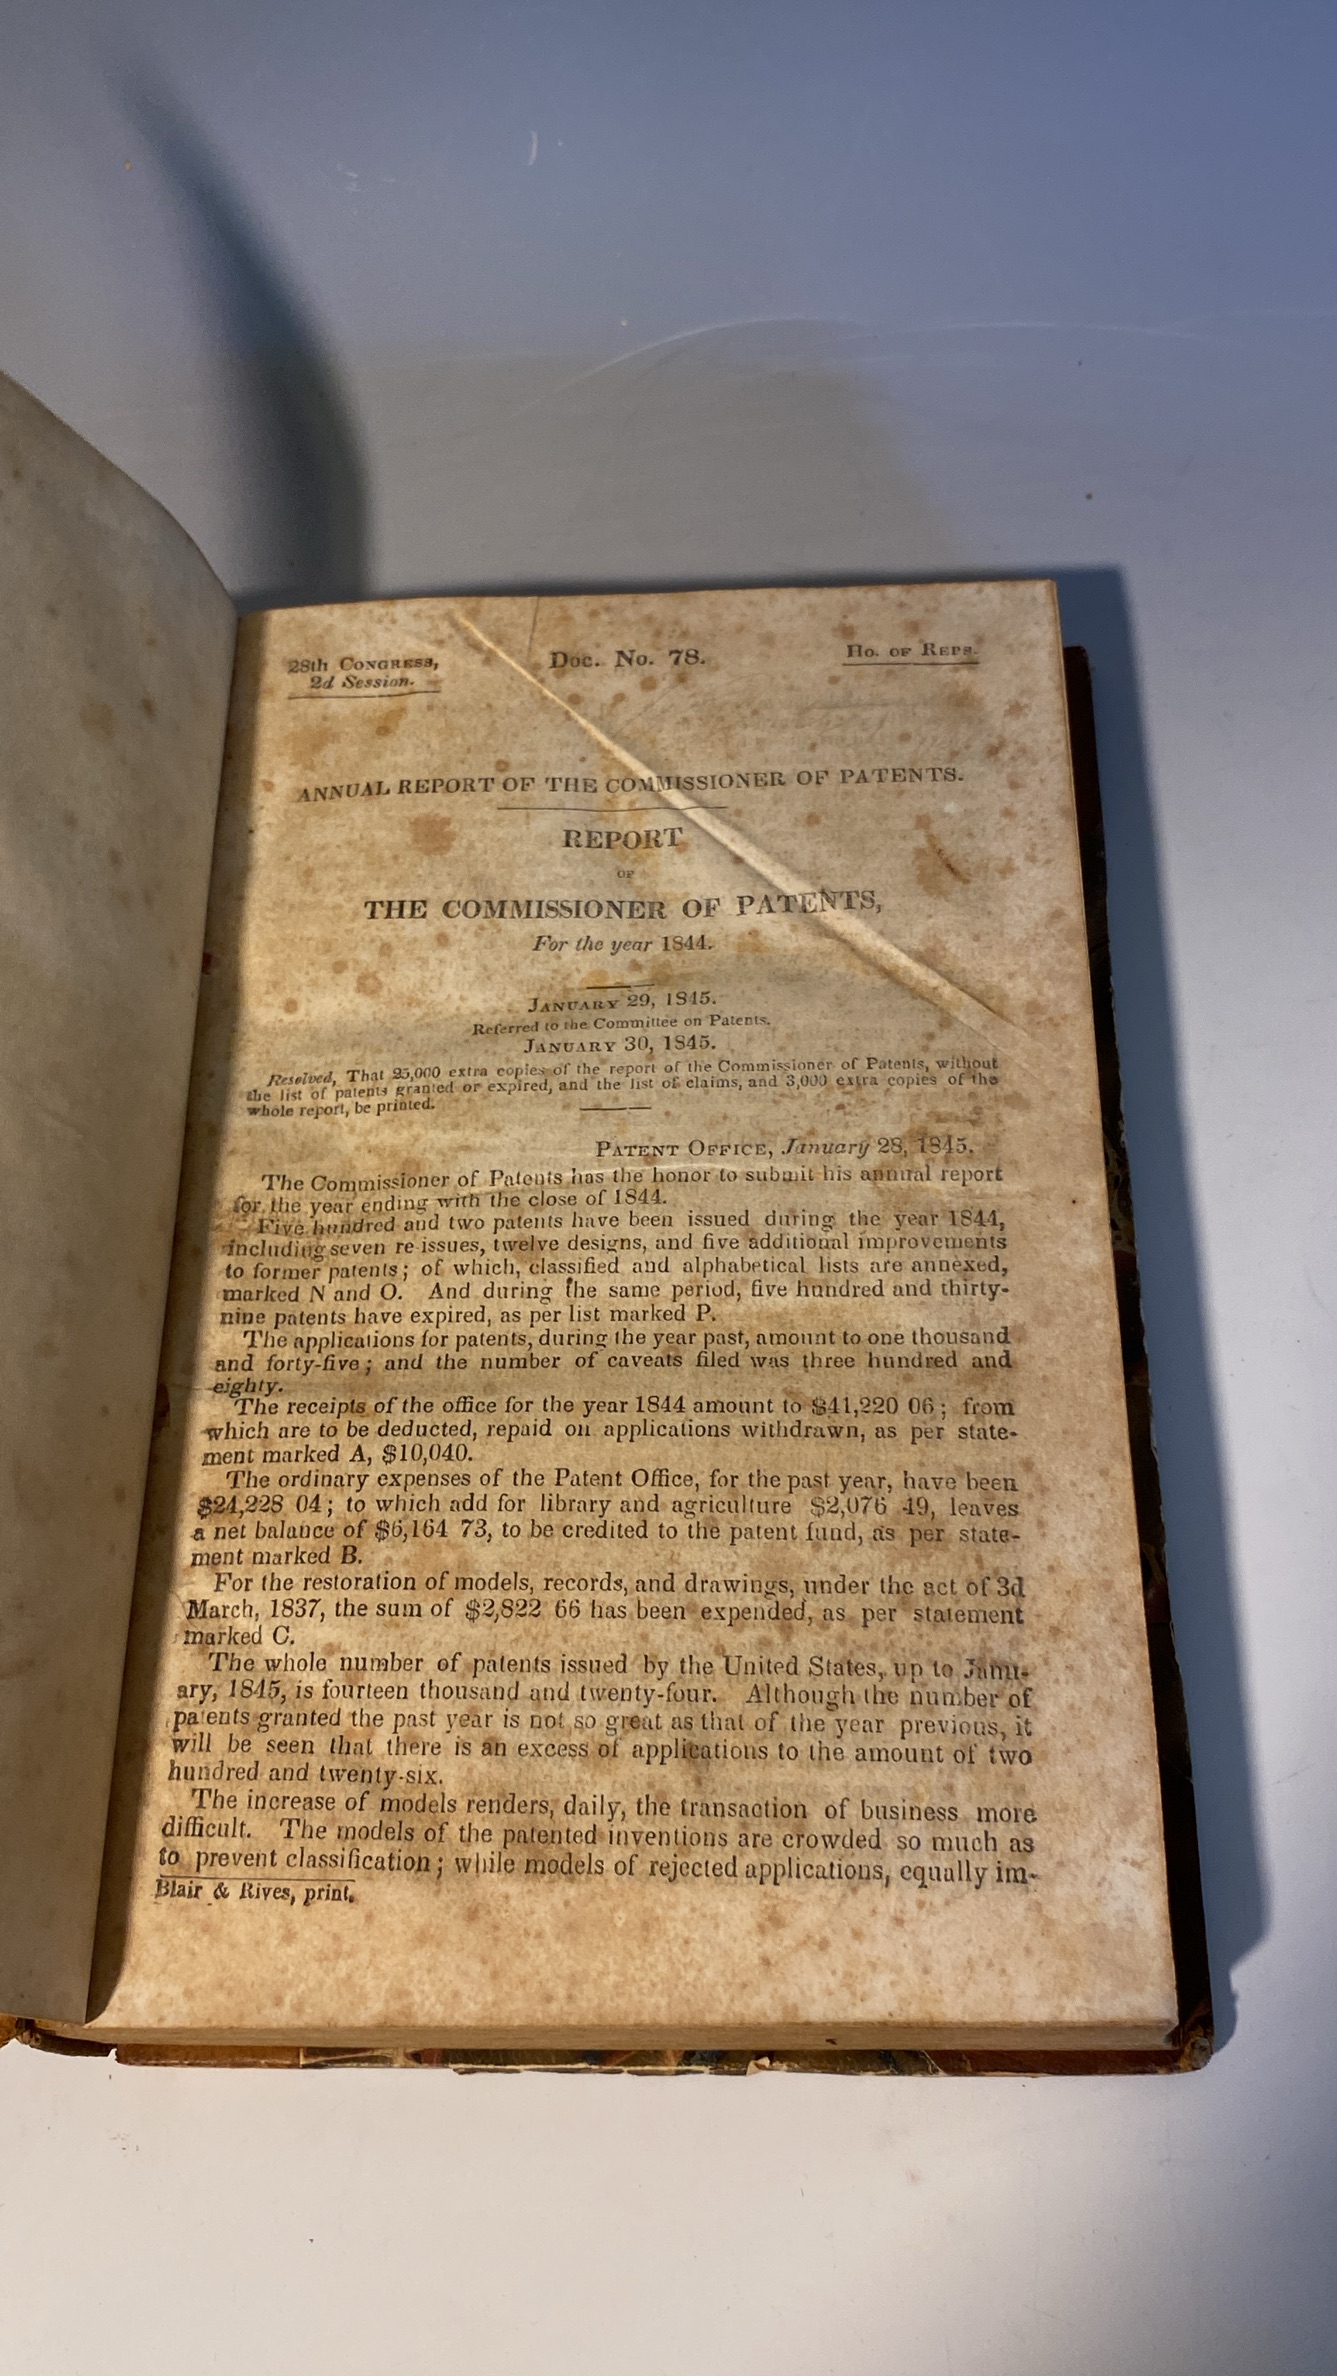 28th Congress,
2d Session.
Doc. No. 78.
Ho. of Reps.
ANNUAL REPORT OF THE COMMISSIONER OF PATENTS.
REPORT
OF
THE COMMISSIONER OF PATENTS,
For the year 1844.
January 29, 1845.
Referred to the Committee on Patents.
January 30, 1845.
Resolved, That 25,000 extra copies of the report of the Commissioner of Patents, without
the list of patents granted or expired, and the list of claims, and 3,000 extra copies of the
whole report, be printed.
Patent Office, January 28, 1845.
The Commissioner of Patents has the honor to submit his annual report
for the year ending with the close of 1844.
Five hundred and two patents have been issued during the year 1844,
including seven re-issues, twelve designs, and five additional improvements
to former patents; of which, classified and alphabetical lists are annexed,
marked N and O. And during the same period, five hundred and thirty-
nine patents have expired, as per list marked P.
The applications for patents, during the year past, amount to one thousand
and forty-five; and the number of caveats filed was three hundred and
eighty.
The receipts of the office for the year 1844 amount to $41,220 06; from
which are to be deducted, repaid on applications withdrawn, as per state-
ment marked A, $10,040.
The ordinary expenses of the Patent Office, for the past year, have been
$24,228 04; to which add for library and agriculture $2,076 49, leaves
a net balance of $6,164 73, to be credited to the patent fund, as per state-
ment marked B.
For the restoration of models, records, and drawings, under the act of 3d
March, 1837, the sum of $2,822 66 has been expended, as per statement
marked C.
The whole number of patents issued by the United States, up to Janu-
ary, 1845, is fourteen thousand and twenty-four. Although the number of
patents granted the past year is not so great as that of the year previous, it
will be seen that there is an excess of applications to the amount of two
hundred and twenty-six.
The increase of models renders, daily, the transaction of business more
difficult. The models of the patented inventions are crowded so much as
to prevent classification; while models of rejected applications, equally im-
Blair & Rives, print.